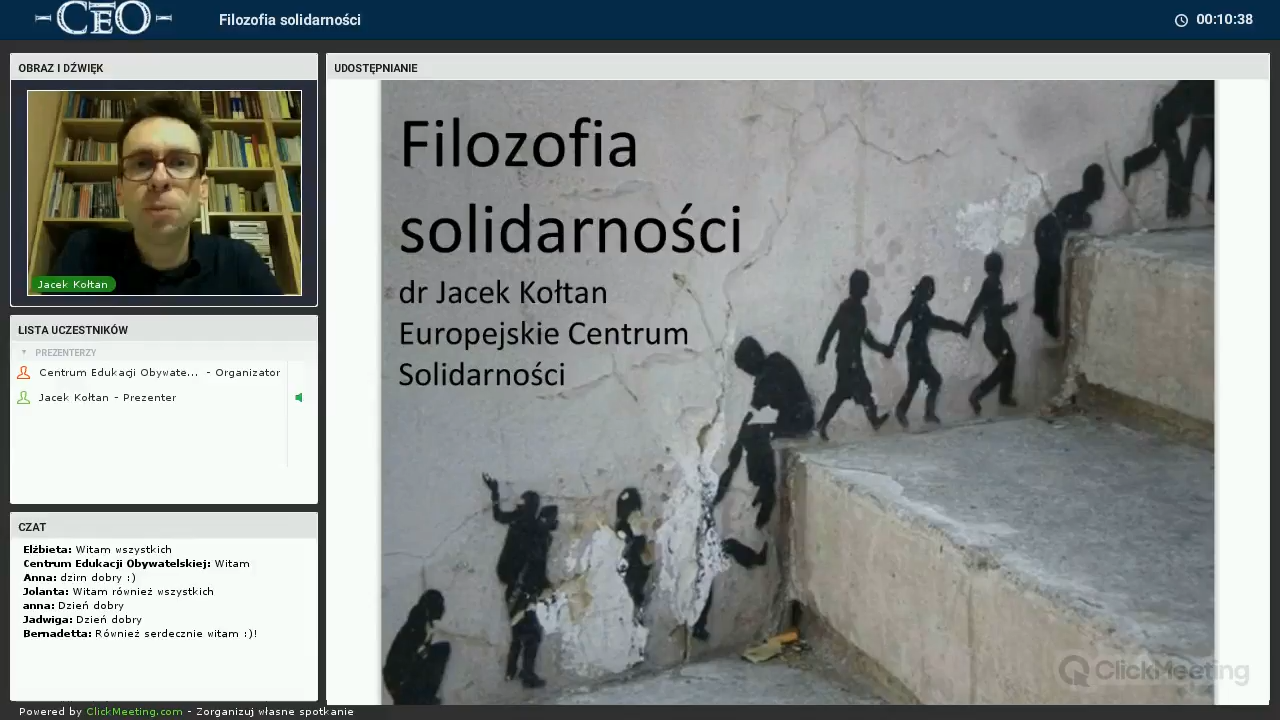 CEO
Filozofia solidarności
00:10:38
OBRAZ I DŹWIĘK
Jacek Kołtan
LISTA UCZESTNIKÓW
PREZENTERZY
Centrum Edukacji Obywate... - Organizator
Jacek Kołtan - Prezenter
CZAT
Elżbieta: Witam wszystkich
Centrum Edukacji Obywatelskiej: Witam
Anna: dzirn dobry :)
Jolanta: Witam również wszystkich
anna: Dzień dobry
Jadwiga: Dzień dobry
Bernadetta: Również serdecznie witam :)!
Powered by ClickMeeting.com - Zorganizuj własne spotkanie
UDOSTĘPNIANIE
Filozofia
solidarności
dr Jacek Kołtan
Europejskie Centrum
Solidarności
ClickMeeting